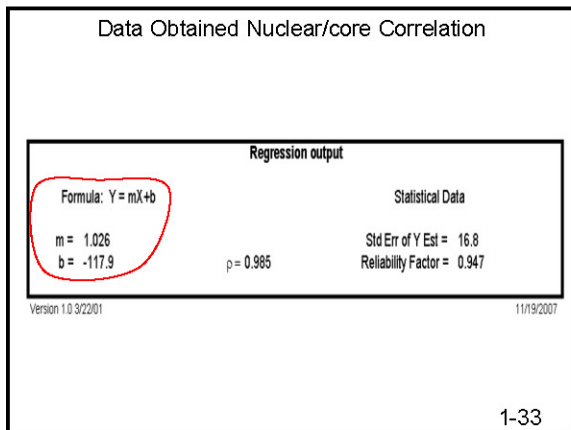 Data Obtained Nuclear/core Correlation
Regression output
Formula: Y = mX+b
Statistical Data
m = 1.026
Std Err of Y Est = 16.8
b = -117.9
ρ = 0.985
Reliability Factor = 0.947
Version 1.0 3/22/01
11/19/2007
1-33